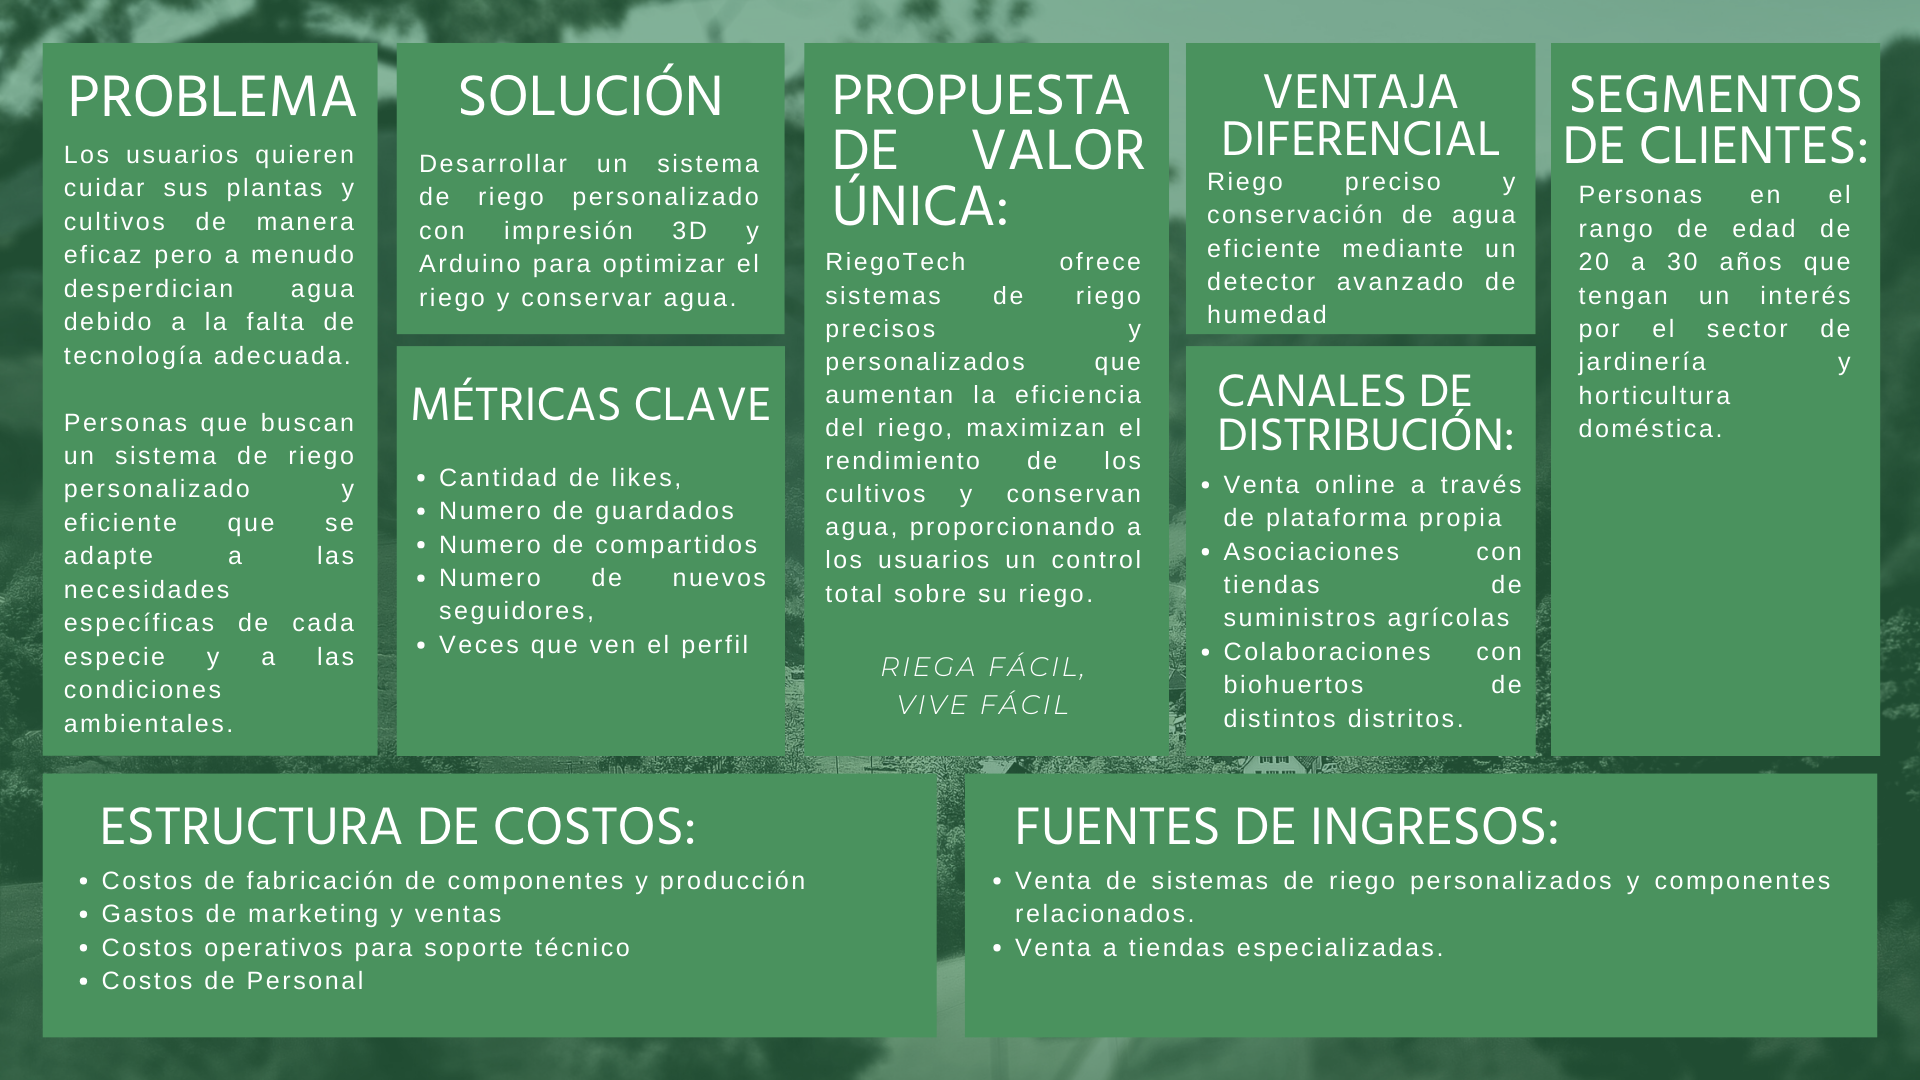 PROBLEMA
Los usuarios quieren
cuidar sus plantas y
cultivos de manera
eficaz pero a menudo
desperdician agua
debido a la falta de
tecnología adecuada.
Personas que buscan
un sistema de riego
personalizado y
eficiente que se
adapte a las
necesidades
específicas de cada
especie y a las
condiciones
ambientales.
SOLUCIÓN
Desarrollar un sistema
de riego personalizado
con impresión 3D y
Arduino para optimizar el
riego y conservar agua.
MÉTRICAS CLAVE
• Cantidad de likes,
• Numero de guardados
• Numero de compartidos
• Numero de nuevos
seguidores,
• Veces que ven el perfil
PROPUESTA
DE VALOR
ÚNICA:
RiegoTech ofrece
sistemas de riego
precisos y
personalizados que
aumentan la eficiencia
del riego, maximizan el
rendimiento de los
cultivos y conservan
agua, proporcionando a
los usuarios un control
total sobre su riego.
RIEGA FÁCIL,
VIVE FÁCIL
VENTAJA
DIFERENCIAL
Riego preciso y
conservación de agua
eficiente mediante un
detector avanzado de
humedad
CANALES DE
DISTRIBUCIÓN:
• Venta online a través
de plataforma propia
• Asociaciones con
tiendas de
suministros agrícolas
• Colaboraciones con
biohuertos de
distintos distritos.
SEGMENTOS
DE CLIENTES:
Personas en el
rango de edad de
20 a 30 años que
tengan un interés
por el sector de
jardinería y
horticultura
doméstica.
ESTRUCTURA DE COSTOS:
• Costos de fabricación de componentes y producción
• Gastos de marketing y ventas
• Costos operativos para soporte técnico
• Costos de Personal
FUENTES DE INGRESOS:
• Venta de sistemas de riego personalizados y componentes
relacionados.
• Venta a tiendas especializadas.